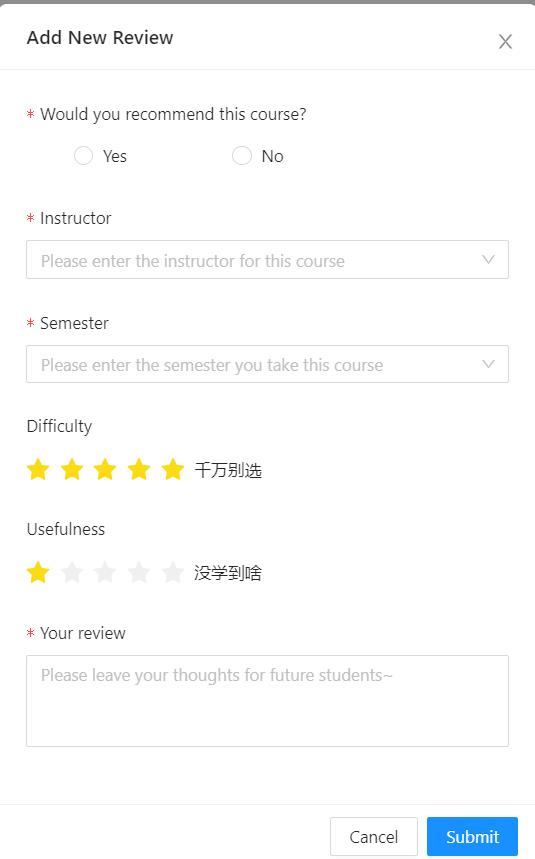 Add New Review
* Would you recommend this course?
Yes No
* Instructor
Please enter the instructor for this course
* Semester
Please enter the semester you take this course
Difficulty
千万别选
Usefulness
没学到啥
* Your review
Please leave your thoughts for future students~
Cancel Submit